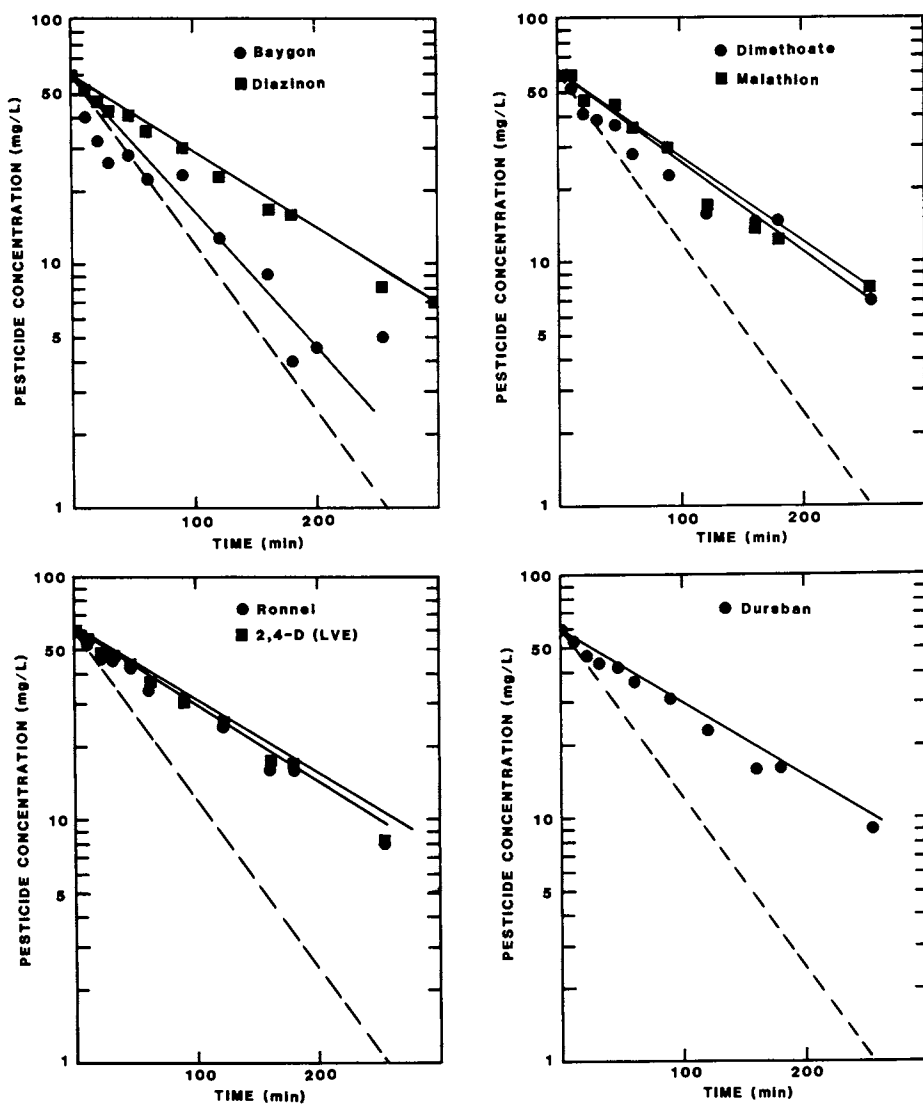 ● Baygon
■ Diazinon
PESTICIDE CONCENTRATION (mg/L)
100
50
10
5
1
100
200
TIME (min)
● Dimethoate
■ Malathion
PESTICIDE CONCENTRATION (mg/L)
100
50
10
5
1
100
200
TIME (min)
● Ronnel
■ 2,4-D (LVE)
PESTICIDE CONCENTRATION (mg/L)
100
50
10
5
1
100
200
TIME (min)
● Dursban
PESTICIDE CONCENTRATION (mg/L)
100
50
10
5
1
100
200
TIME (min)